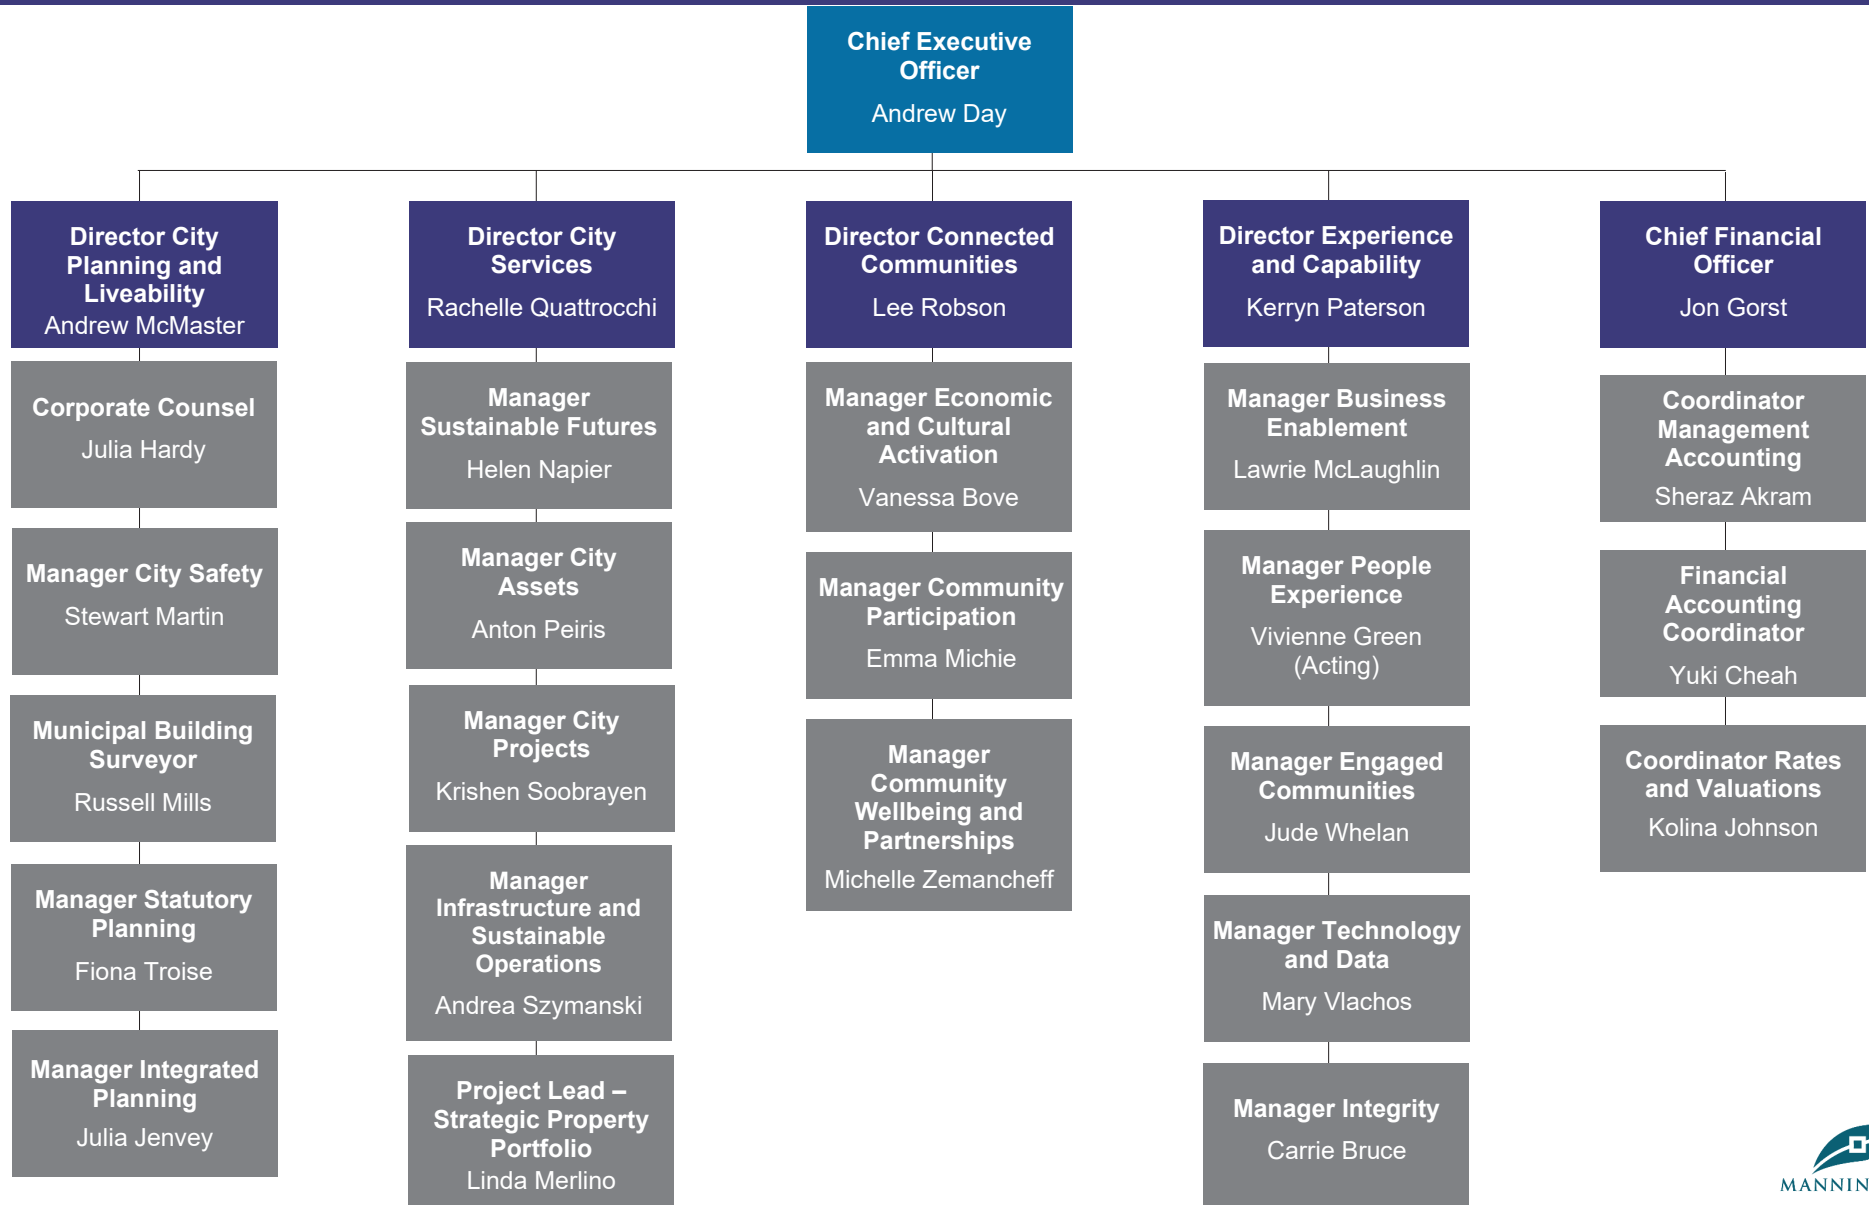 Chief Executive
Officer
Andrew Day
Director City
Planning and
Liveability
Andrew McMaster
Corporate Counsel
Julia Hardy
Manager City Safety
Stewart Martin
Municipal Building
Surveyor
Russell Mills
Manager Statutory
Planning
Fiona Troise
Manager Integrated
Planning
Julia Jenvey
Director City
Services
Rachelle Quattrocchi
Manager
Sustainable Futures
Helen Napier
Manager City
Assets
Anton Peiris
Manager City
Projects
Krishen Soobrayen
Manager
Infrastructure and
Sustainable
Operations
Andrea Szymanski
Project Lead –
Strategic Property
Portfolio
Linda Merlino
Director Connected
Communities
Lee Robson
Manager Economic
and Cultural
Activation
Vanessa Bove
Manager Community
Participation
Emma Michie
Manager
Community
Wellbeing and
Partnerships
Michelle Zemancheff
Director Experience
and Capability
Kerryn Paterson
Manager Business
Enablement
Lawrie McLaughlin
Manager People
Experience
Vivienne Green
(Acting)
Manager Engaged
Communities
Jude Whelan
Manager Technology
and Data
Mary Vlachos
Manager Integrity
Carrie Bruce
Chief Financial
Officer
Jon Gorst
Coordinator
Management
Accounting
Sheraz Akram
Financial
Accounting
Coordinator
Yuki Cheah
Coordinator Rates
and Valuations
Kolina Johnson
MANNIN